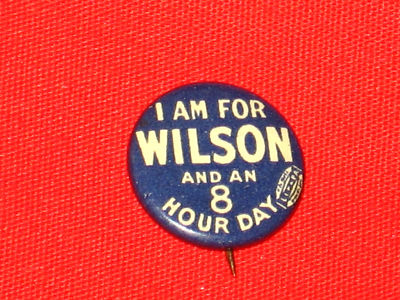 I AM FOR
WILSON
AND AN
8
HOUR DAY